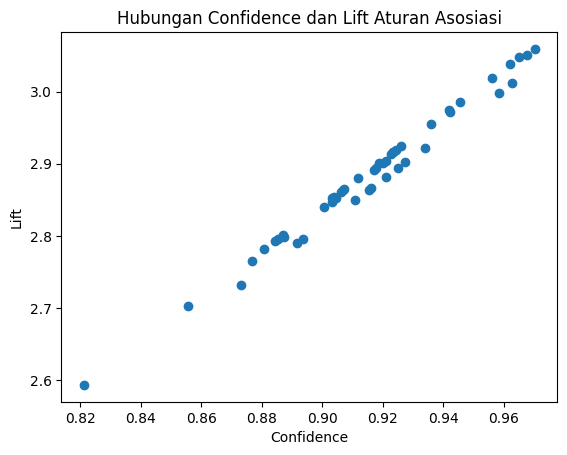 Hubungan Confidence dan Lift Aturan Asosiasi
3.0
2.9
2.8
2.7
2.6
Lift
0.82 0.84 0.86 0.88 0.90 0.92 0.94 0.96
Confidence